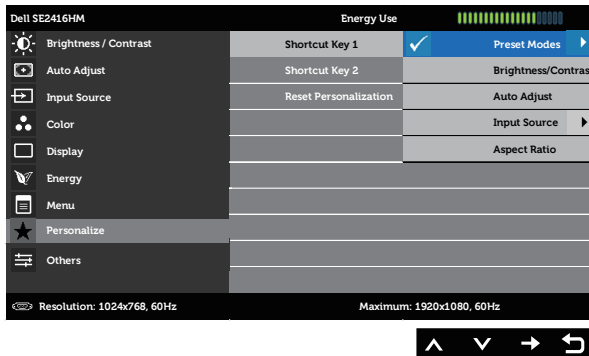 Dell SE2416HM Energy Use
Brightness / Contrast Shortcut Key 1 Preset Modes
Auto Adjust Shortcut Key 2 Brightness/Contras
Input Source Reset Personalization Auto Adjust
Color Input Source
Display Aspect Ratio
Energy
Menu
Personalize
Others
Resolution: 1024x768, 60Hz Maximum: 1920x1080, 60Hz